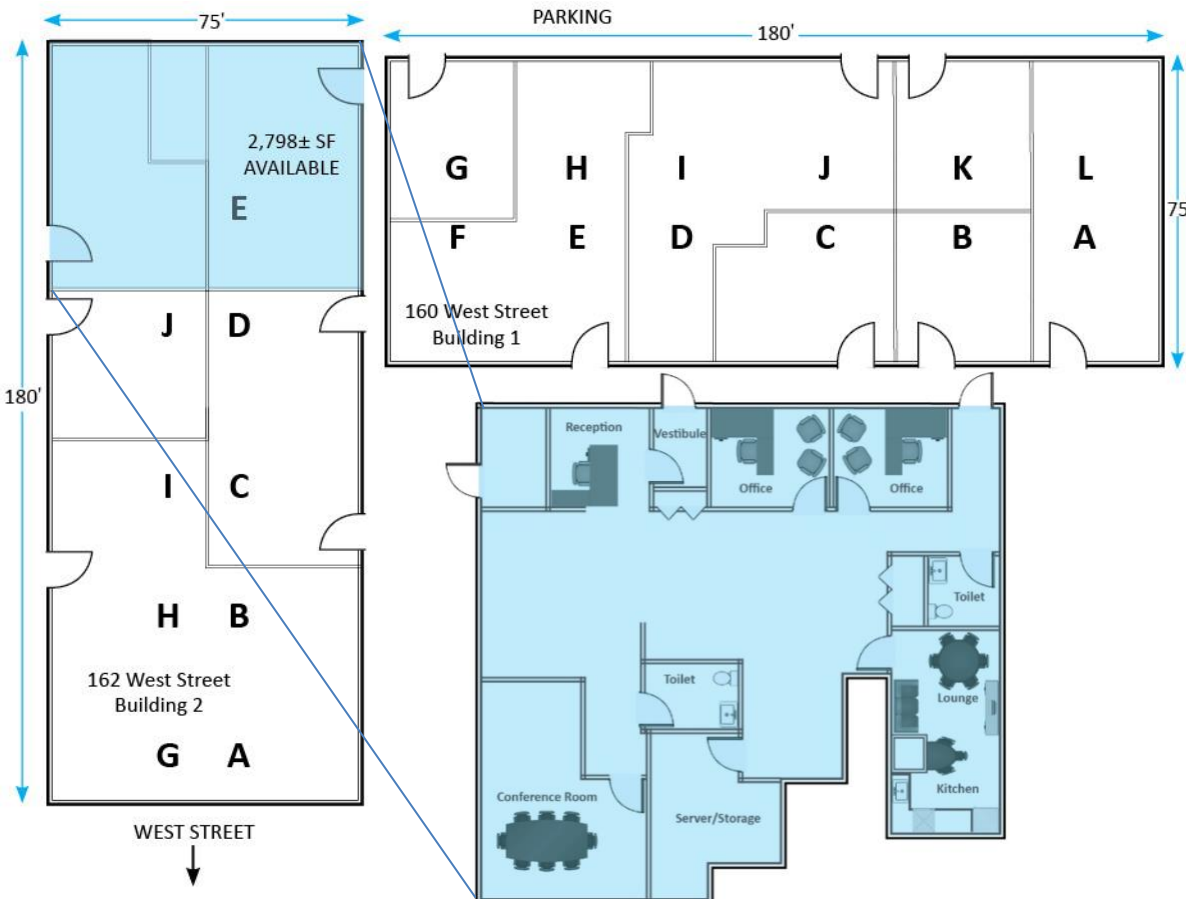 PARKING
75'
180'
2,798± SF
AVAILABLE
E
J D
I C
H B
162 West Street
Building 2
G A
180'
WEST STREET
G H I J K L
F E D C B A
160 West Street
Building 1
75'
Reception
Vestibule
Office
Office
Toilet
Lounge
Toilet
Kitchen
Conference Room
Server/Storage